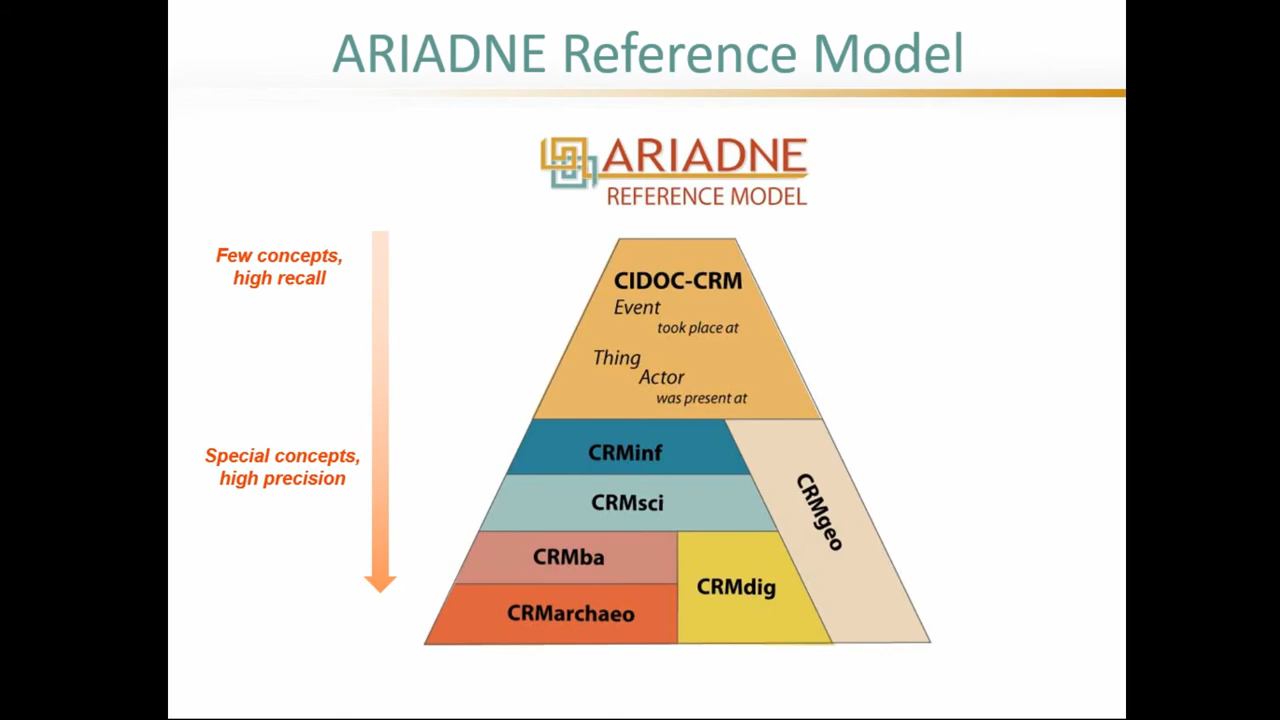 ARIADNE Reference Model
ARIADNE
REFERENCE MODEL
Few concepts,
high recall
Special concepts,
high precision
CIDOC-CRM
Event
took place at
Thing
Actor
was present at
CRMinf
CRMsci
CRMba
CRMarchaeo
CRMdig
CRMgeo